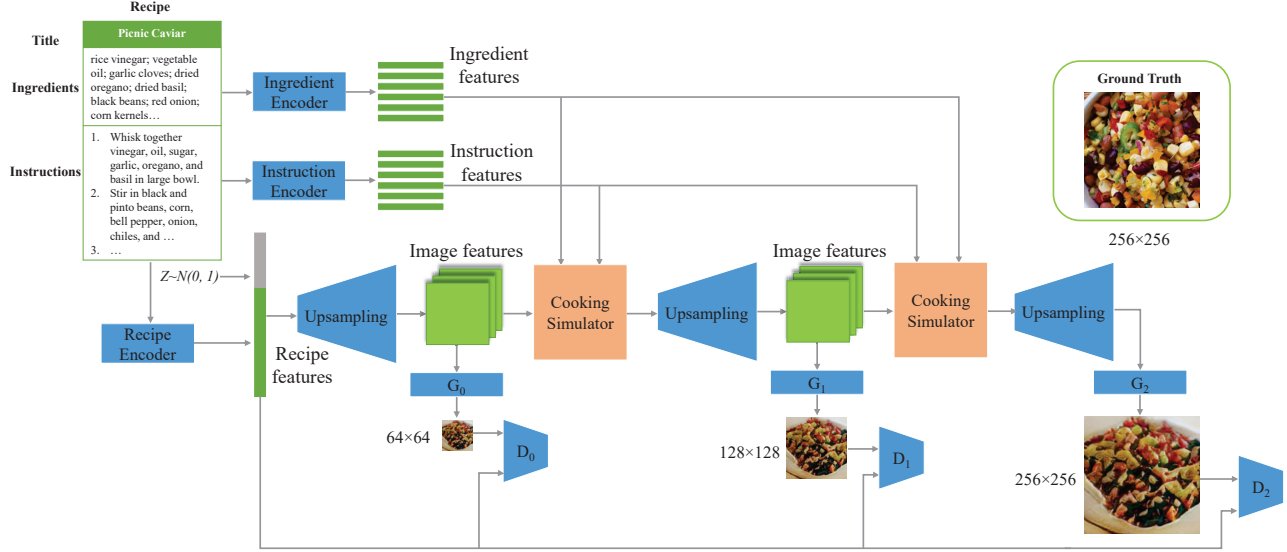 Recipe
Title
Picnic Caviar
Ingredients
rice vinegar; vegetable
oil; garlic cloves; dried
oregano; dried basil;
black beans; red onion;
corn kernels…
Instructions
1. Whisk together
vinegar, oil, sugar,
garlic, oregano, and
basil in large bowl.
2. Stir in black and
pinto beans, corn,
bell pepper, onion,
chiles, and …
3. …
Ingredient
Encoder
Ingredient
features
Instruction
Encoder
Instruction
features
Ground Truth
256×256
Z~N(0, 1)
Recipe
Encoder
Recipe
features
Upsampling
Image features
Cooking
Simulator
Upsampling
Image features
Cooking
Simulator
Upsampling
G₀
G₁
G₂
64×64
D₀
128×128
D₁
256×256
D₂